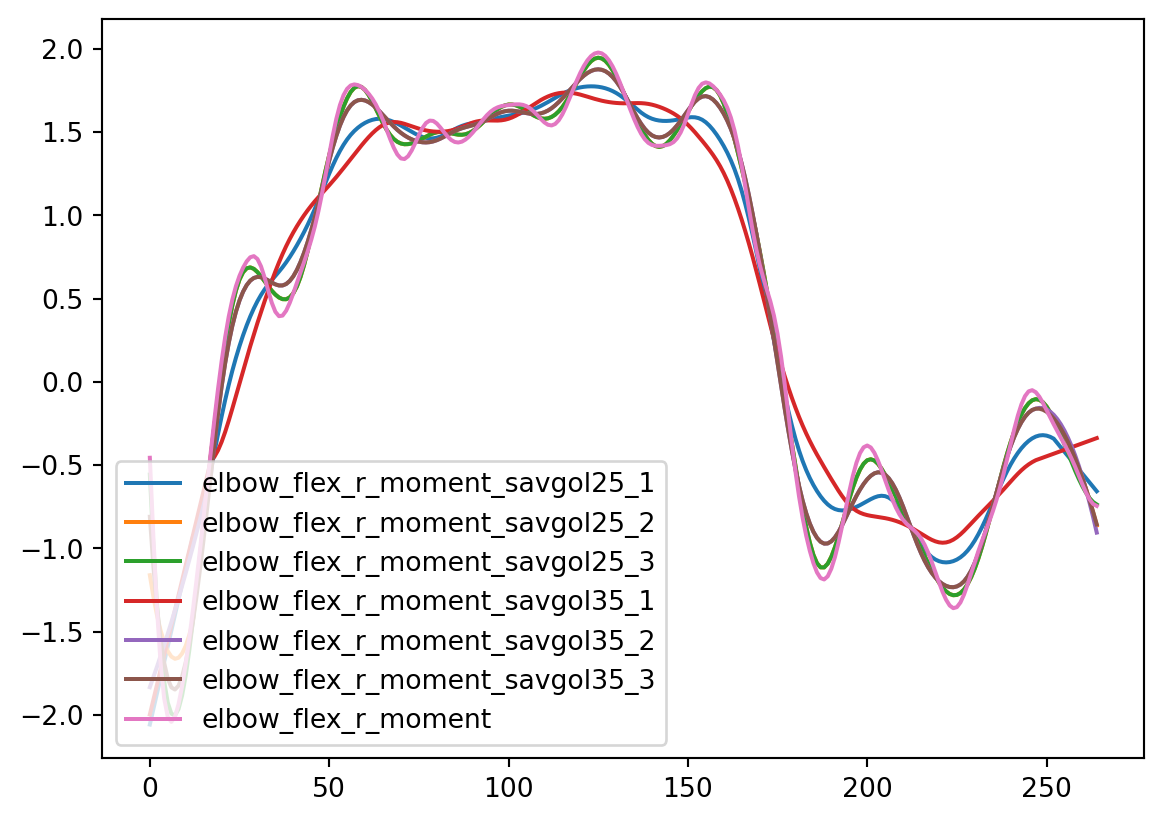 2.0
1.5
1.0
0.5
0.0
−0.5
−1.0
−1.5
−2.0
elbow_flex_r_moment_savgol25_1
elbow_flex_r_moment_savgol25_2
elbow_flex_r_moment_savgol25_3
elbow_flex_r_moment_savgol35_1
elbow_flex_r_moment_savgol35_2
elbow_flex_r_moment_savgol35_3
elbow_flex_r_moment
0 50 100 150 200 250